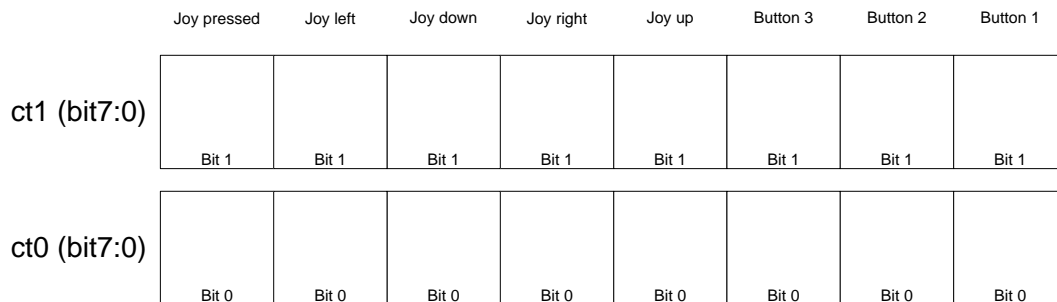 Joy pressed Joy left Joy down Joy right Joy up Button 3 Button 2 Button 1
ct1 (bit7:0)
Bit 1 Bit 1 Bit 1 Bit 1 Bit 1 Bit 1 Bit 1 Bit 1
ct0 (bit7:0)
Bit 0 Bit 0 Bit 0 Bit 0 Bit 0 Bit 0 Bit 0 Bit 0